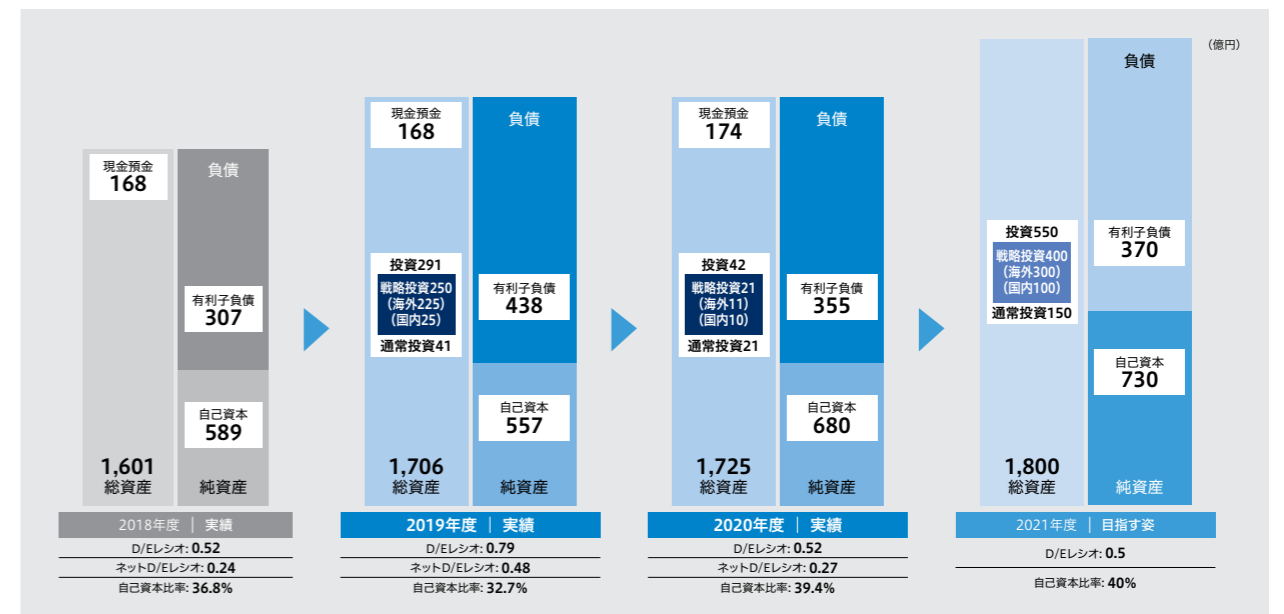 （億円）
現金預金
168
負債
有利子負債
307
自己資本
589
1,601
総資産
純資産
2018年度｜実績
D/Eレシオ: 0.52
ネットD/Eレシオ: 0.24
自己資本比率: 36.8%
現金預金
168
負債
投資291
戦略投資250
（海外225）
（国内25）
通常投資41
有利子負債
438
自己資本
557
1,706
総資産
純資産
2019年度｜実績
D/Eレシオ: 0.79
ネットD/Eレシオ: 0.48
自己資本比率: 32.7%
現金預金
174
負債
投資42
戦略投資21
（海外11）
（国内10）
通常投資21
有利子負債
355
自己資本
680
1,725
総資産
純資産
2020年度｜実績
D/Eレシオ: 0.52
ネットD/Eレシオ: 0.27
自己資本比率: 39.4%
負債
投資550
戦略投資400
（海外300）
（国内100）
通常投資150
有利子負債
370
自己資本
730
1,800
総資産
純資産
2021年度｜目指す姿
D/Eレシオ: 0.5
自己資本比率: 40%